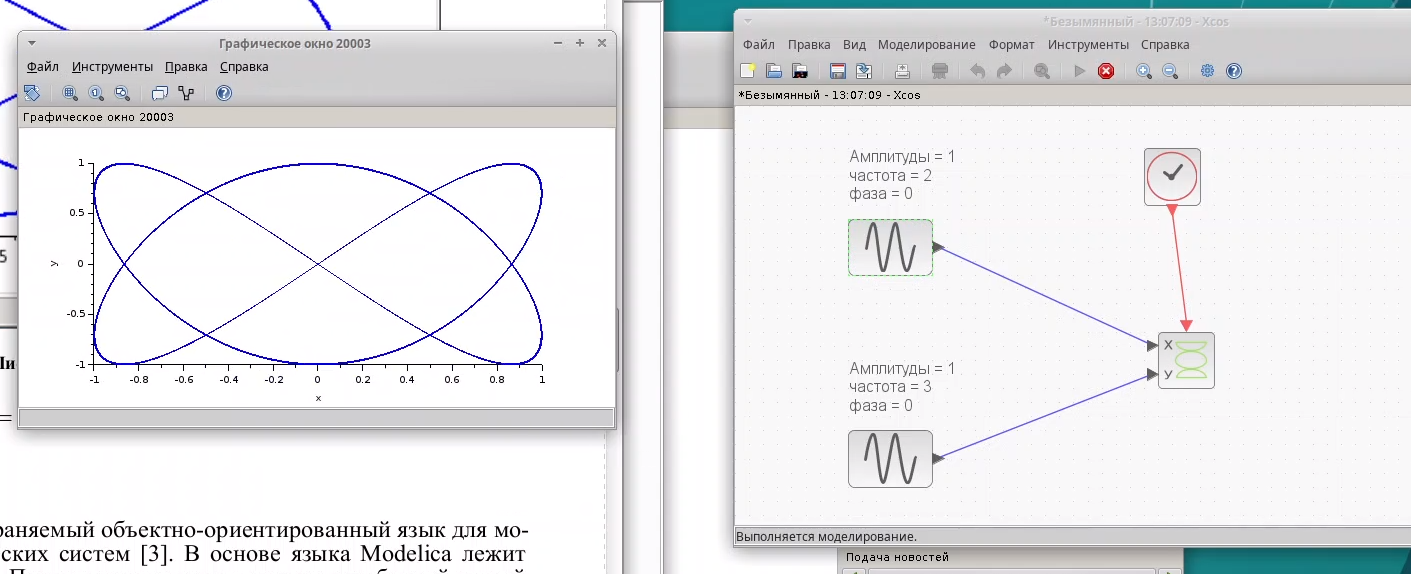 Графическое окно 20003
Файл Инструменты Правка Справка
Графическое окно 20003
1
0.5
0
-0.5
-1
y
-1 -0.8 -0.6 -0.4 -0.2 0 0.2 0.4 0.6 0.8 1
x
5
=
раняемый объектно-ориентированный язык для мо-
ских систем [3]. В основе языка Modelica лежит
*Безымянный - 13:07:09 - Xcos
Файл Правка Вид Моделирование Формат Инструменты Справка
*Безымянный - 13:07:09 - Xcos
Амплитуды = 1
частота = 2
фаза = 0
X
y
Амплитуды = 1
частота = 3
фаза = 0
Выполняется моделирование.
Подача новостей